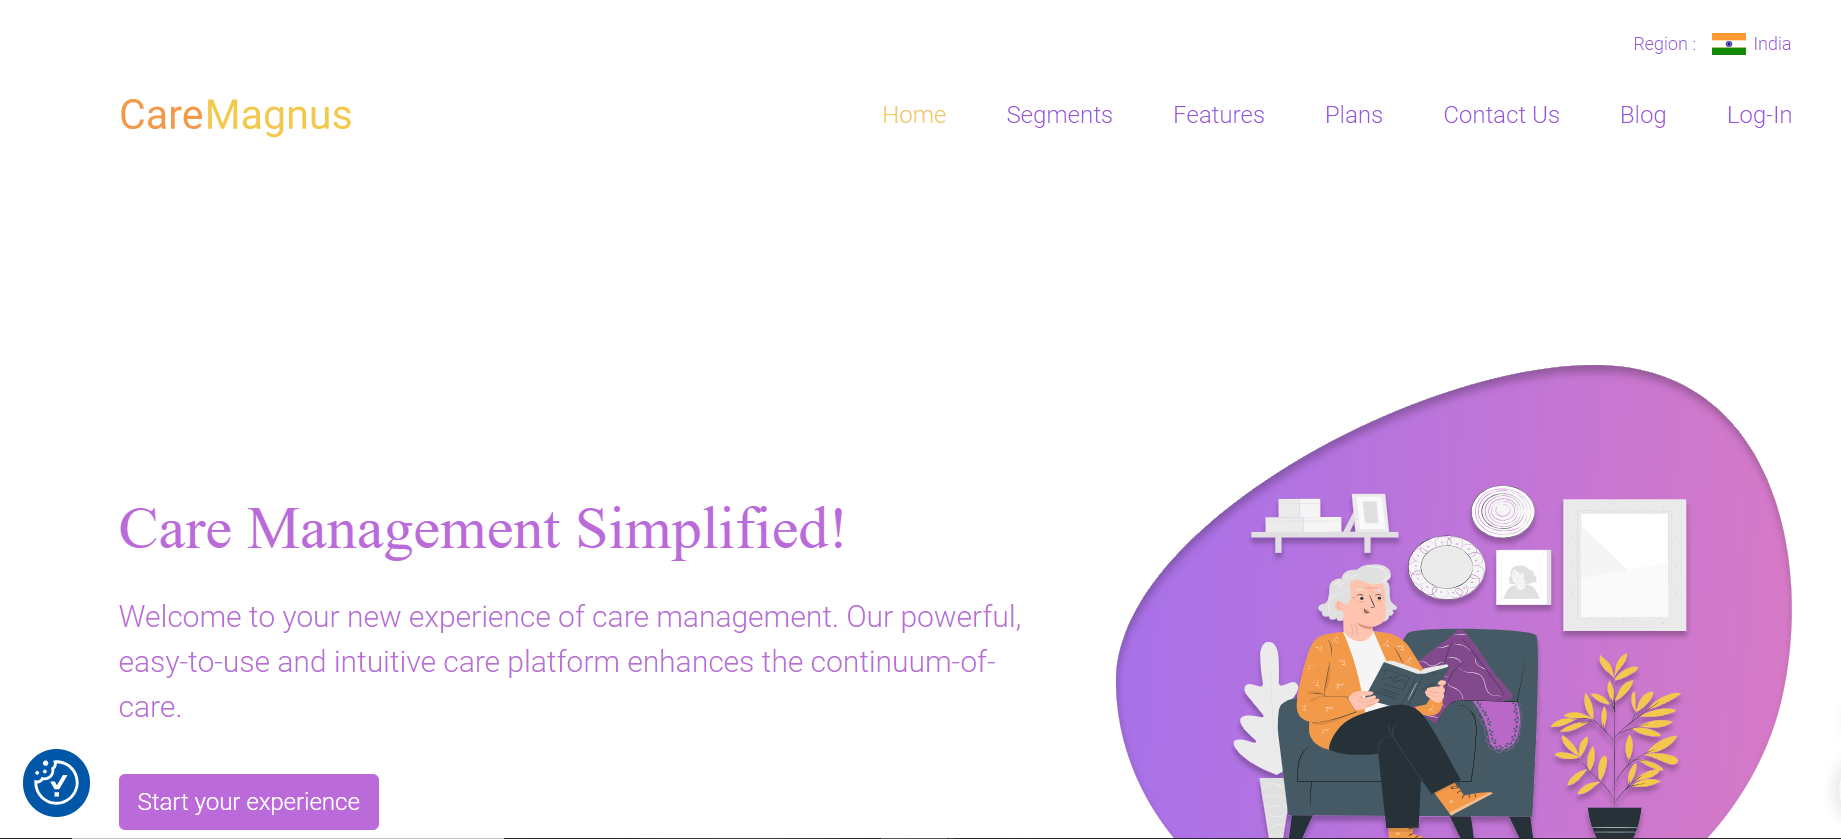 Region : India
CareMagnus
Home Segments Features Plans Contact Us Blog Log-In
Care Management Simplified!
Welcome to your new experience of care management. Our powerful,
easy-to-use and intuitive care platform enhances the continuum-of-
care.
Start your experience